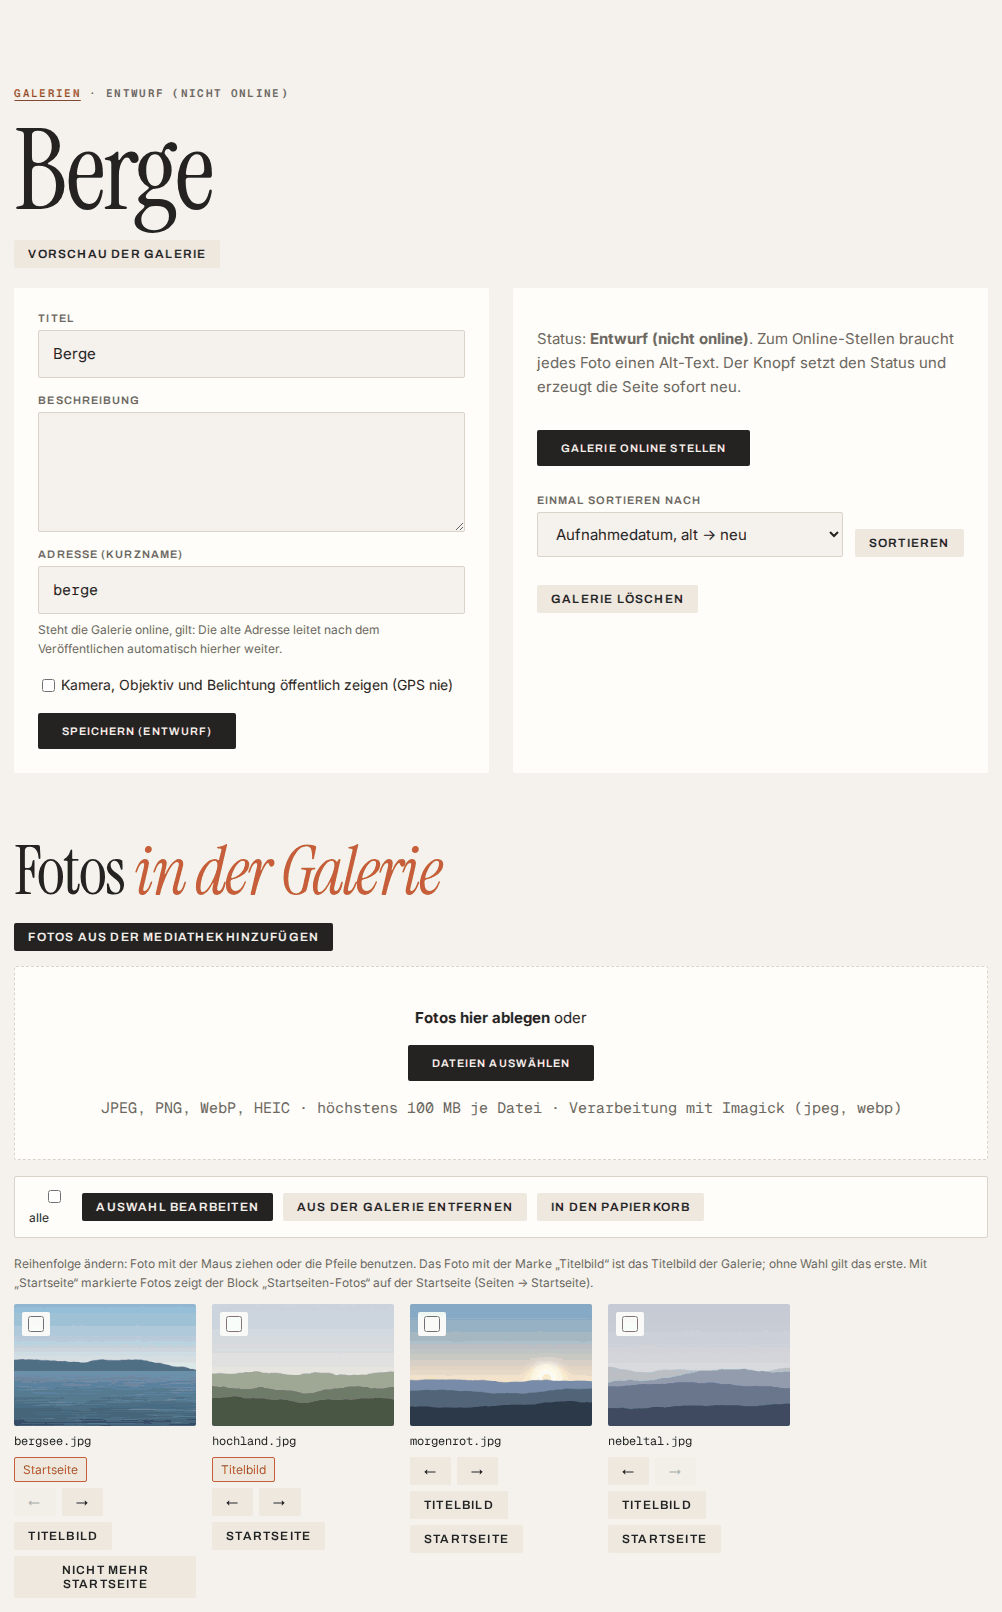 GALERIEN · ENTWURF (NICHT ONLINE)
Berge
VORSCHAU DER GALERIE
TITEL
Berge
BESCHREIBUNG
ADRESSE (KURZNAME)
berge
Steht die Galerie online, gilt: Die alte Adresse leitet nach dem
Veröffentlichen automatisch hierher weiter.
Kamera, Objektiv und Belichtung öffentlich zeigen (GPS nie)
SPEICHERN (ENTWURF)
Status: Entwurf (nicht online). Zum Online-Stellen braucht
jedes Foto einen Alt-Text. Der Knopf setzt den Status und
erzeugt die Seite sofort neu.
GALERIE ONLINE STELLEN
EINMAL SORTIEREN NACH
Aufnahmedatum, alt → neu
SORTIEREN
GALERIE LÖSCHEN
Fotos in der Galerie
FOTOS AUS DER MEDIATHEK HINZUFÜGEN
Fotos hier ablegen oder
DATEIEN AUSWÄHLEN
JPEG, PNG, WebP, HEIC · höchstens 100 MB je Datei · Verarbeitung mit Imagick (jpeg, webp)
alle
AUSWAHL BEARBEITEN
AUS DER GALERIE ENTFERNEN
IN DEN PAPIERKORB
Reihenfolge ändern: Foto mit der Maus ziehen oder die Pfeile benutzen. Das Foto mit der Marke „Titelbild“ ist das Titelbild der Galerie; ohne Wahl gilt das erste. Mit
„Startseite“ markierte Fotos zeigt der Block „Startseiten-Fotos“ auf der Startseite (Seiten → Startseite).
bergsee.jpg
Startseite
← →
TITELBILD
NICHT MEHR
STARTSEITE
hochland.jpg
Titelbild
← →
STARTSEITE
morgenrot.jpg
← →
TITELBILD
STARTSEITE
nebeltal.jpg
← →
TITELBILD
STARTSEITE